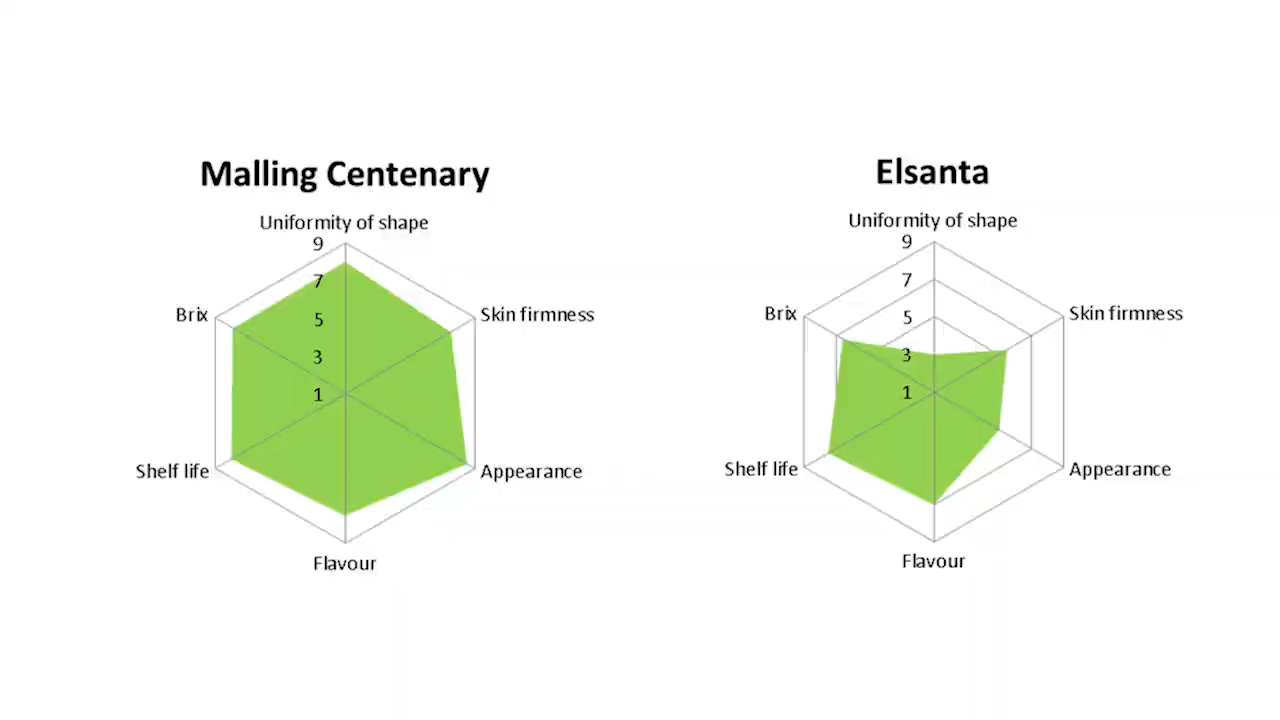 Malling Centenary
Uniformity of shape
9
7
5
3
1
Brix
Skin firmness
Shelf life
Appearance
Flavour
Elsanta
Uniformity of shape
9
7
5
3
1
Brix
Skin firmness
Shelf life
Appearance
Flavour